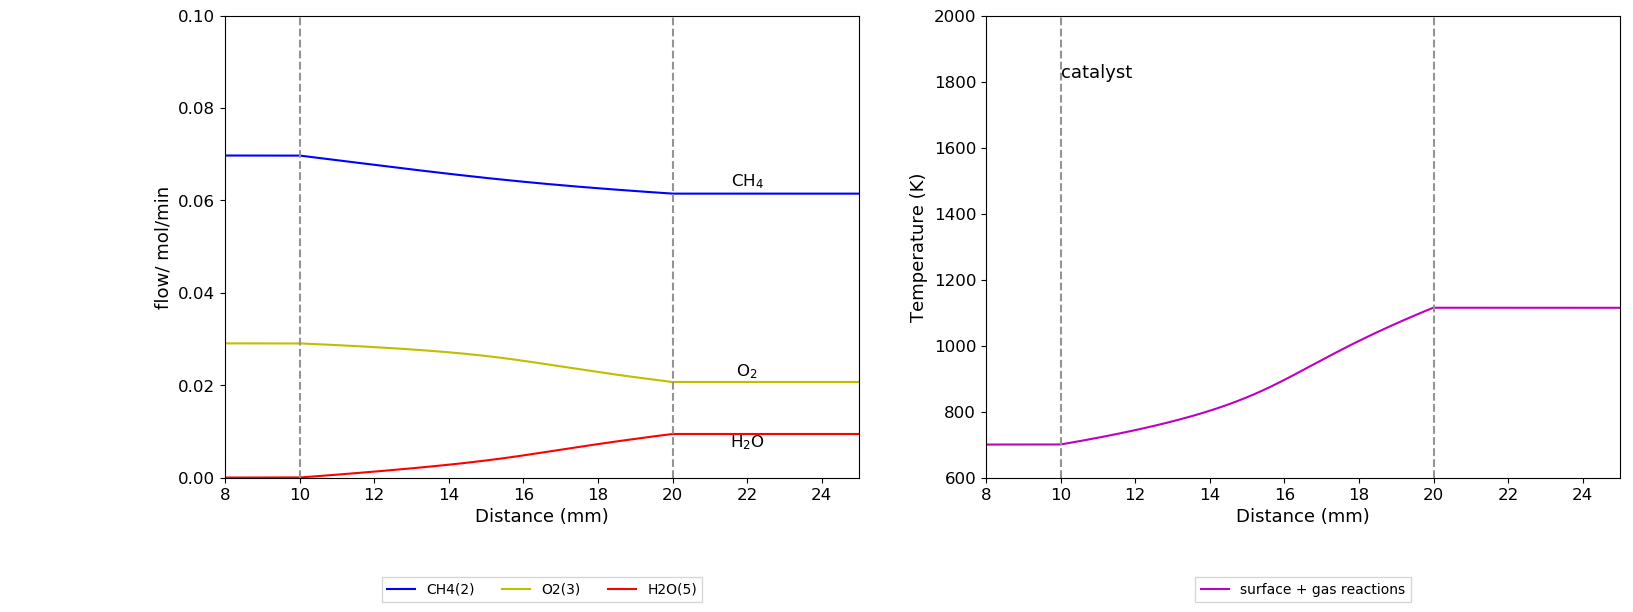 0.10
0.08
0.06
0.04
0.02
0.00
flow/ mol/min
CH₄
O₂
H₂O
8 10 12 14 16 18 20 22 24
Distance (mm)
CH4(2) O2(3) H2O(5)
2000
1800
1600
1400
1200
1000
800
600
Temperature (K)
catalyst
8 10 12 14 16 18 20 22 24
Distance (mm)
surface + gas reactions